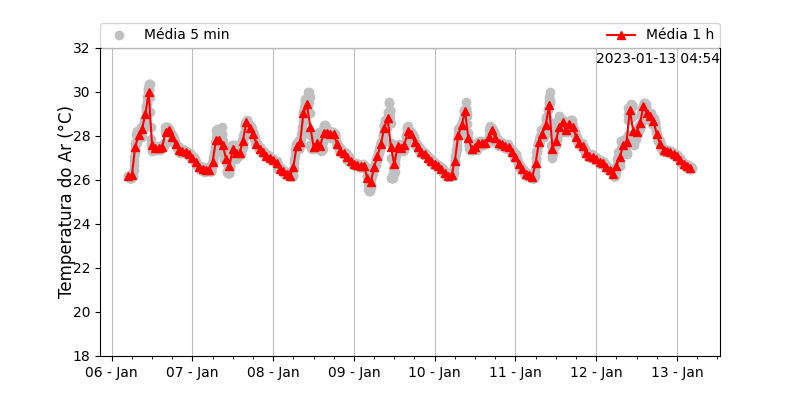 Média 5 min
Média 1 h
2023-01-13 04:54
Temperatura do Ar (°C)
32
30
28
26
24
22
20
18
06 - Jan
07 - Jan
08 - Jan
09 - Jan
10 - Jan
11 - Jan
12 - Jan
13 - Jan